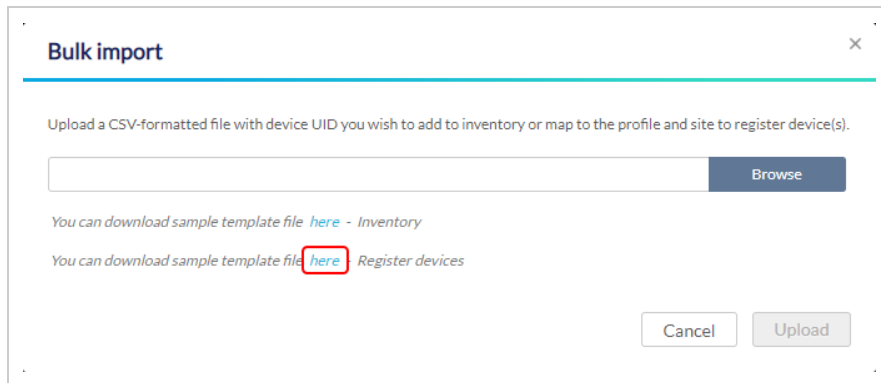 Bulk import
Upload a CSV-formatted file with device UID you wish to add to inventory or map to the profile and site to register device(s).
Browse
You can download sample template file here - Inventory
You can download sample template file here - Register devices
Cancel
Upload